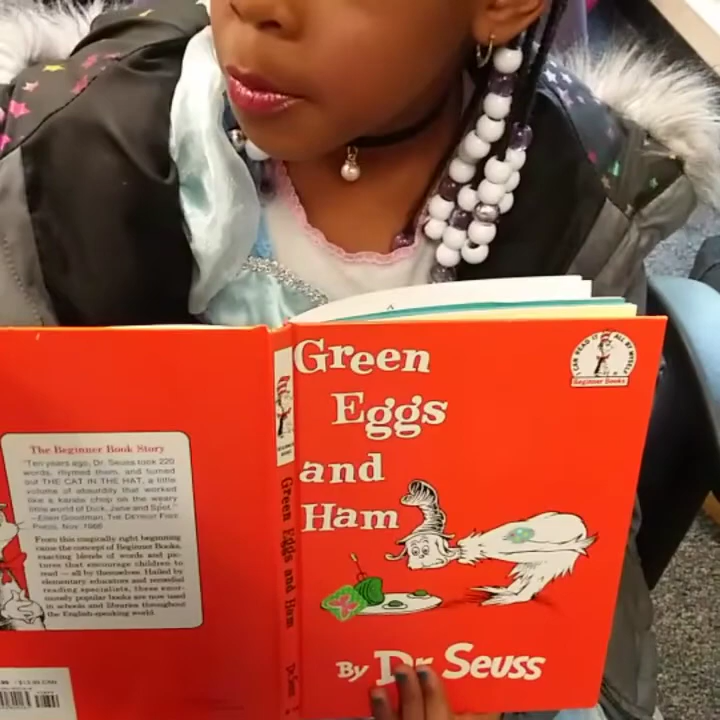 The Beginner Book Story
"Ten years ago, Dr. Seuss took 220
words, rhymed them, and turned
out THE CAT IN THE HAT, a little
volume of absurdity that worked
like a karate chop on the weary
little world of Dick, Jane and Spot."
—Ellen Goodman, THE DETROIT FREE
PRESS, Nov. 1966
From this magically right beginning
came the concept of Beginner Books,
exacting blends of words and pic-
tures that encourage children to
read — all by themselves. Hailed by
elementary educators and remedial
reading specialists, these enor-
mously popular books are now used
in schools and libraries throughout
the English-speaking world.
Green Eggs and Ham
Dr. Seuss
Green
Eggs
and
Ham
By Dr. Seuss
I CAN READ IT ALL BY MYSELF
Beginner Books